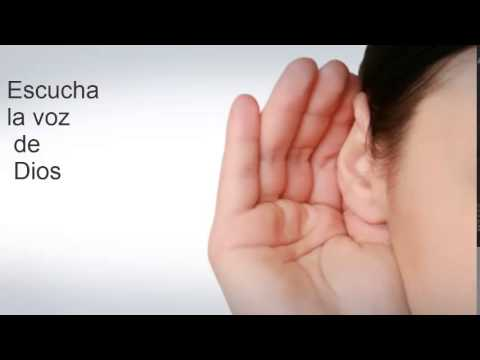 Escucha
la voz
de
Dios